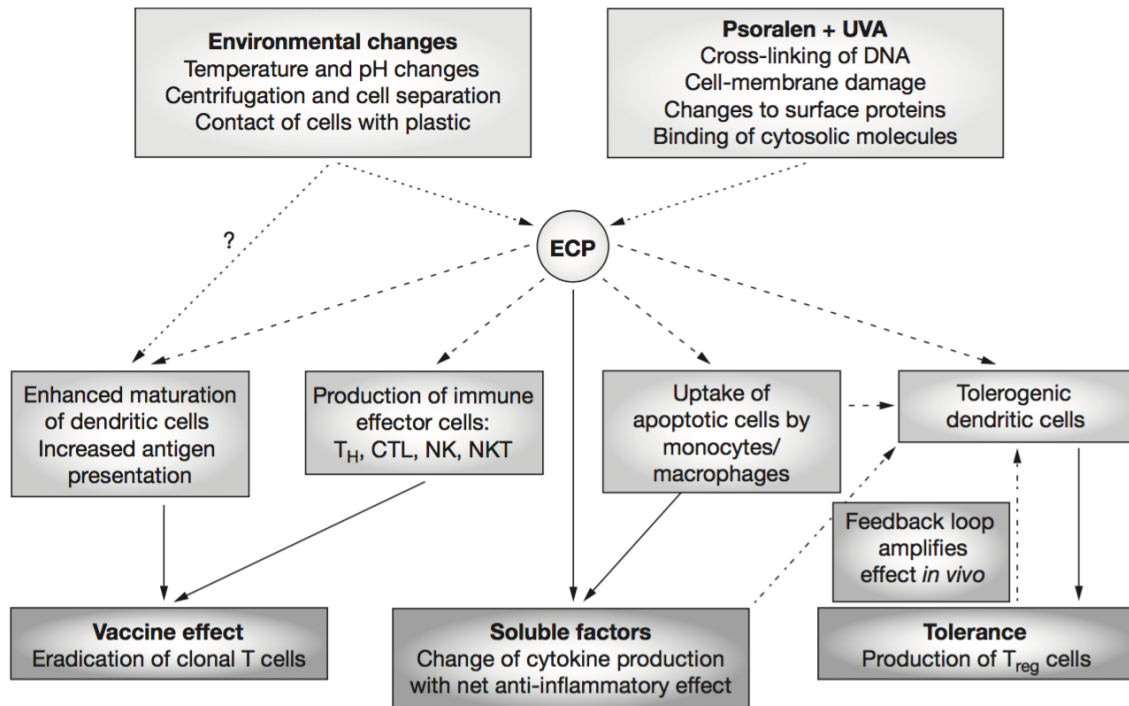 Environmental changes
Temperature and pH changes
Centrifugation and cell separation
Contact of cells with plastic
Psoralen + UVA
Cross-linking of DNA
Cell-membrane damage
Changes to surface proteins
Binding of cytosolic molecules
?
ECP
Enhanced maturation
of dendritic cells
Increased antigen
presentation
Production of immune
effector cells:
T_H, CTL, NK, NKT
Uptake of
apoptotic cells by
monocytes/
macrophages
Tolerogenic
dendritic cells
Feedback loop
amplifies
effect in vivo
Vaccine effect
Eradication of clonal T cells
Soluble factors
Change of cytokine production
with net anti-inflammatory effect
Tolerance
Production of T_reg cells